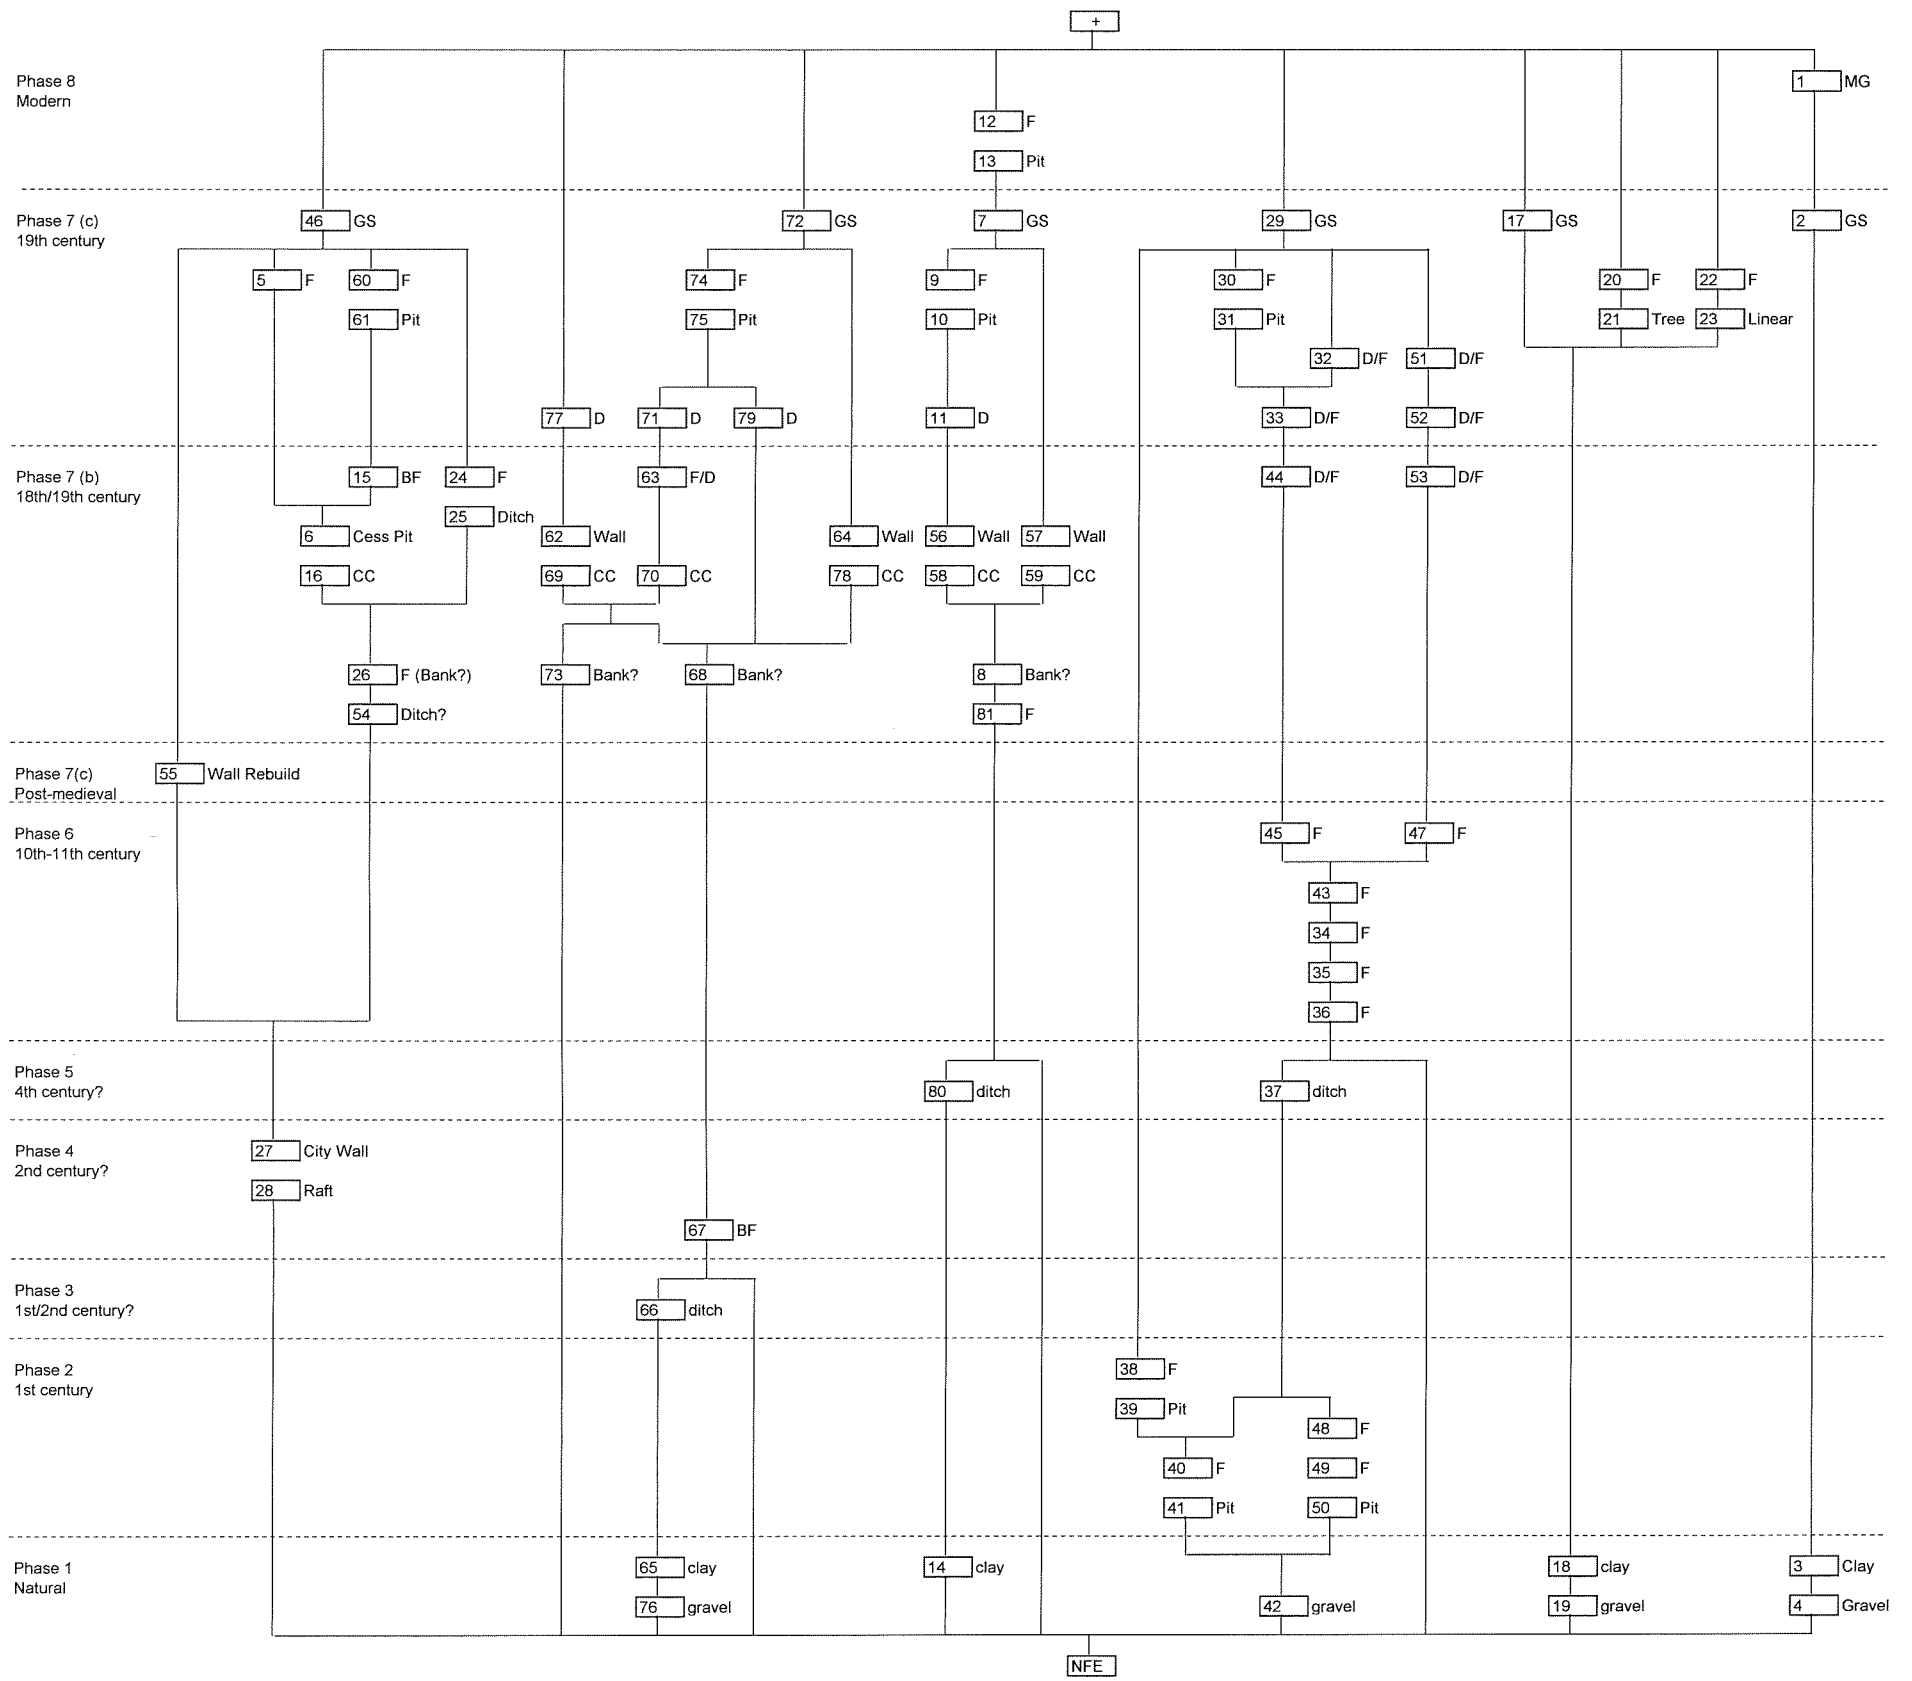 +
Phase 8
Modern
1 MG
12 F
13 Pit
Phase 7 (c)
19th century
46 GS
72 GS
7 GS
29 GS
17 GS
2 GS
5 F
60 F
74 F
9 F
30 F
20 F
22 F
61 Pit
75 Pit
10 Pit
31 Pit
21 Tree
23 Linear
32 D/F
51 D/F
77 D
71 D
79 D
11 D
33 D/F
52 D/F
Phase 7 (b)
18th/19th century
15 BF
24 F
63 F/D
44 D/F
53 D/F
25 Ditch
6 Cess Pit
62 Wall
64 Wall
56 Wall
57 Wall
16 CC
69 CC
70 CC
78 CC
58 CC
59 CC
26 F (Bank?)
73 Bank?
68 Bank?
8 Bank?
54 Ditch?
81 F
Phase 7(c)
Post-medieval
55 Wall Rebuild
Phase 6
10th-11th century
45 F
47 F
43 F
34 F
35 F
36 F
Phase 5
4th century?
80 ditch
37 ditch
Phase 4
2nd century?
27 City Wall
28 Raft
67 BF
Phase 3
1st/2nd century?
66 ditch
Phase 2
1st century
38 F
39 Pit
48 F
40 F
49 F
41 Pit
50 Pit
Phase 1
Natural
65 clay
14 clay
18 clay
3 Clay
76 gravel
42 gravel
19 gravel
4 Gravel
NFE